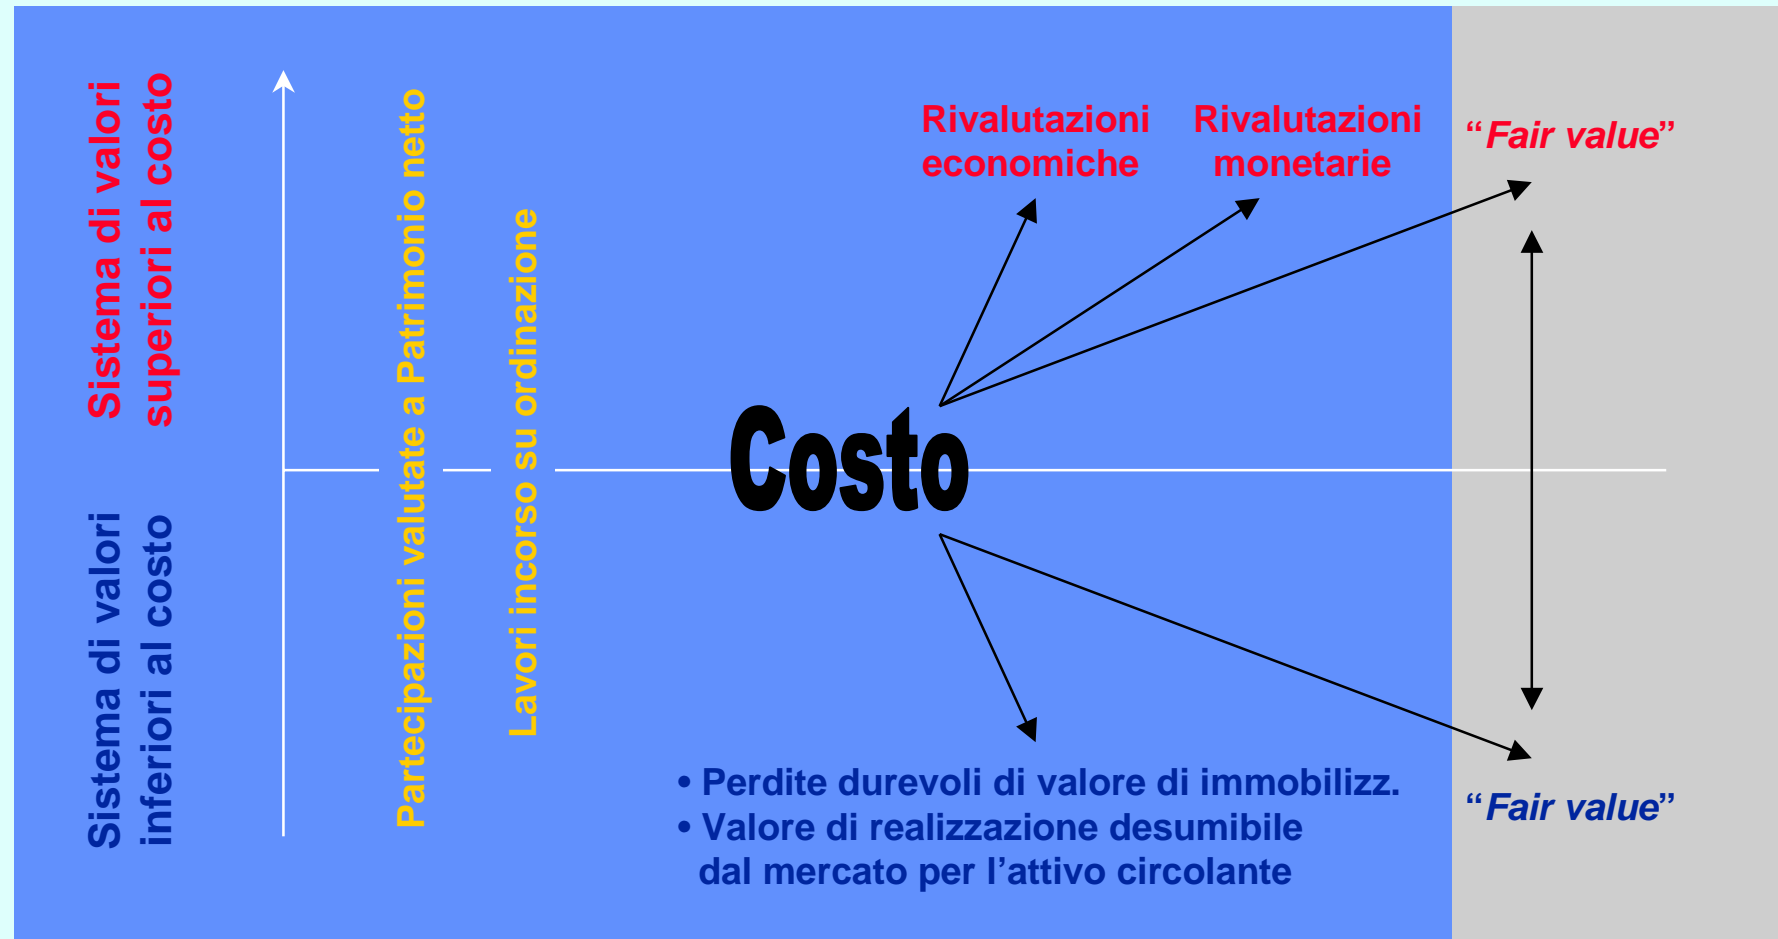 Sistema di valori
superiori al costo
Sistema di valori
inferiori al costo
Partecipazioni valutate a Patrimonio netto
Lavori incorso su ordinazione
Rivalutazioni
economiche
Rivalutazioni
monetarie
“Fair value”
Costo
• Perdite durevoli di valore di immobilizz.
• Valore di realizzazione desumibile
dal mercato per l’attivo circolante
“Fair value”